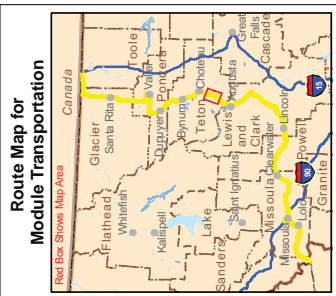 Route Map for
Module Transportation
Red Box Shows Map Area
Canada
Glacier
Toole
Santa Rita
Valier
Flathead
Whitefish
Dupuyer
Pondera
Kalispell
Bynum
Choteau
Teton
Great
Falls
Cascade
Augusta
Lake
Lewis
and
Clark
Sanders
Saint Ignatius
15
Lincoln
Missoula
Clearwater
Powell
Missoula
90
Lolo
Granite